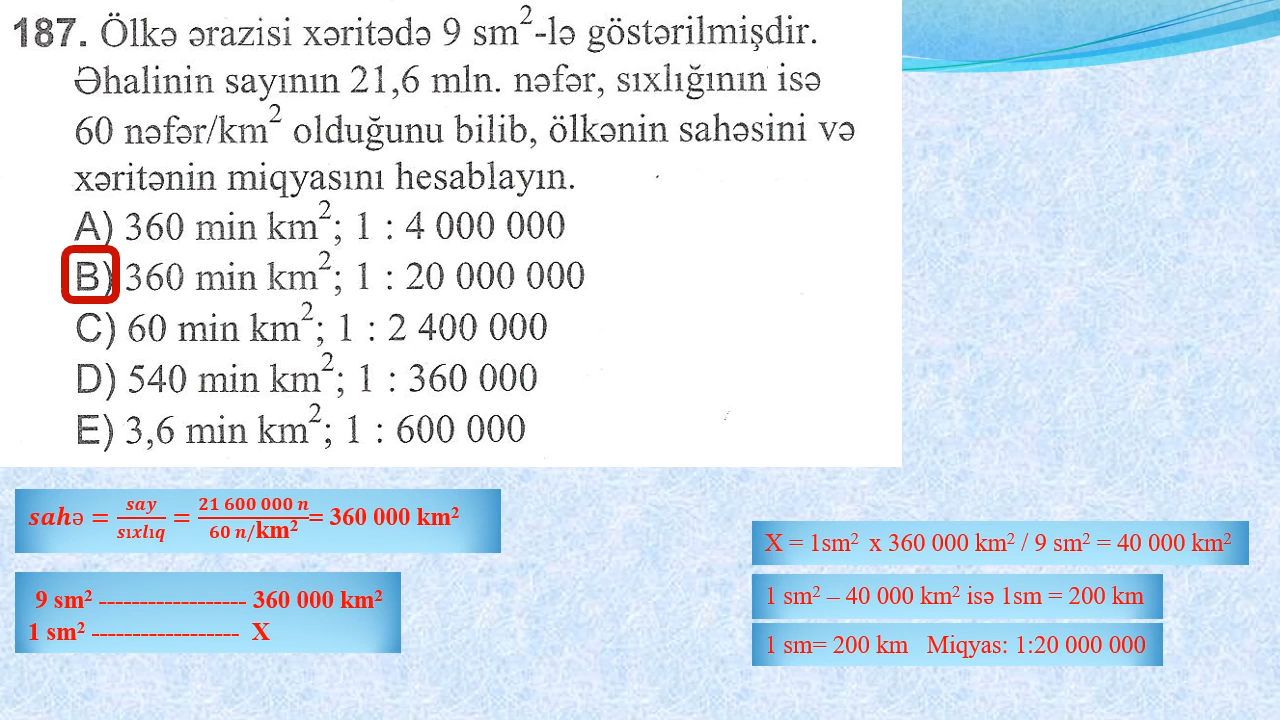 187. Ölkə ərazisi xəritədə 9 sm²-lə göstərilmişdir.
Əhalinin sayının 21,6 mln. nəfər, sıxlığının isə
60 nəfər/km² olduğunu bilib, ölkənin sahəsini və
xəritənin miqyasını hesablayın.
A) 360 min km²; 1 : 4 000 000
B) 360 min km²; 1 : 20 000 000
C) 60 min km²; 1 : 2 400 000
D) 540 min km²; 1 : 360 000
E) 3,6 min km²; 1 : 600 000
sahə = say/sıxlıq = 21 600 000 n / 60 n/km² = 360 000 km²
9 sm² ------------------ 360 000 km²
1 sm² ------------------ X
X = 1sm² x 360 000 km² / 9 sm² = 40 000 km²
1 sm² – 40 000 km² isə 1sm = 200 km
1 sm= 200 km Miqyas: 1:20 000 000